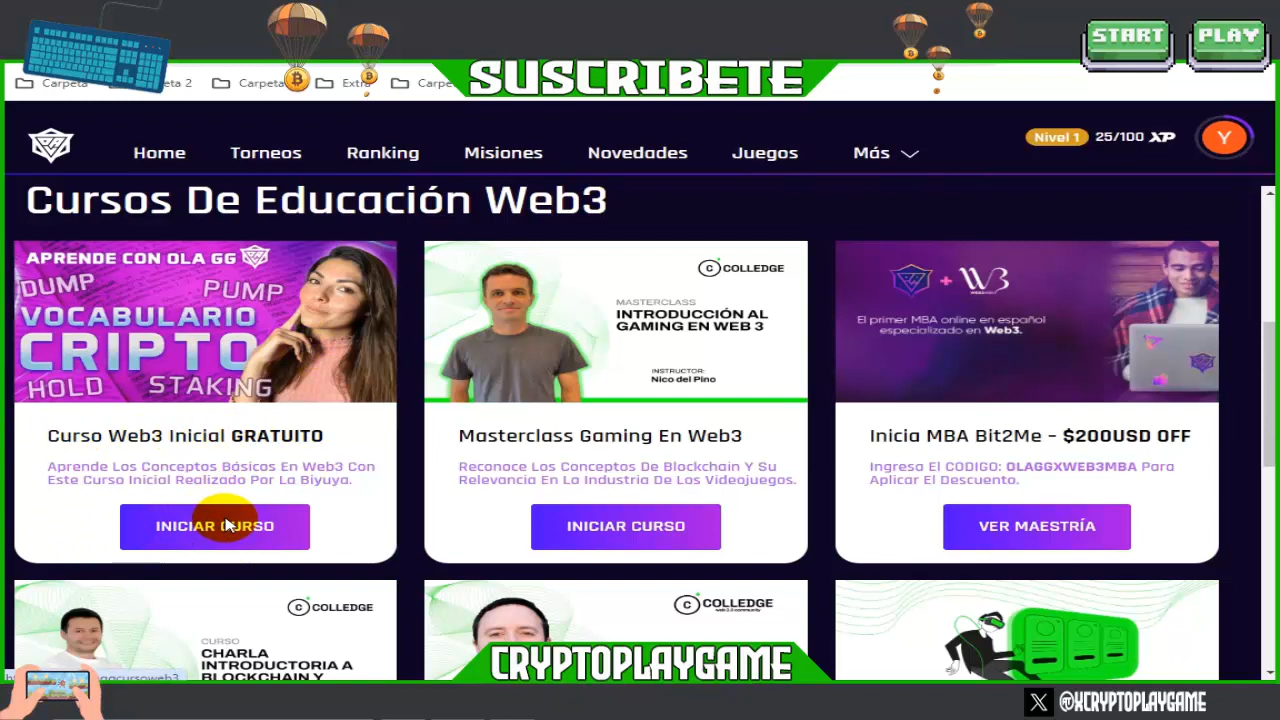 START
PLAY
SUSCRIBETE
Carpeta
eta 2
Carpeta
Extra
Carpe
Home
Torneos
Ranking
Misiones
Novedades
Juegos
Más
Nivel 1
25/100 XP
Y
Cursos De Educación Web3
APRENDE CON OLA GG
DUMP
PUMP
VOCABULARIO
CRIPTO
HOLD
STAKING
Curso Web3 Inicial GRATUITO
Aprende Los Conceptos Básicos En Web3 Con
Este Curso Inicial Realizado Por La Biyuya.
INICIAR CURSO
C COLLEDGE
MASTERCLASS
INTRODUCCIÓN AL
GAMING EN WEB 3
INSTRUCTOR:
Nico del Pino
Masterclass Gaming En Web3
Reconoce Los Conceptos De Blockchain Y Su
Relevancia En La Industria De Los Videojuegos.
INICIAR CURSO
+ W3
El primer MBA online en español
especializado en Web3.
Inicia MBA Bit2Me - $200USD OFF
Ingresa El CODIGO: OLAGGXWEB3MBA Para
Aplicar El Descuento.
VER MAESTRÍA
C COLLEDGE
CURSO
CHARLA
INTRODUCTORIA A
BLOCKCHAIN Y
C COLLEDGE
web 3.0 community
CRYPTOPLAYGAME
X @XCRYPTOPLAYGAME